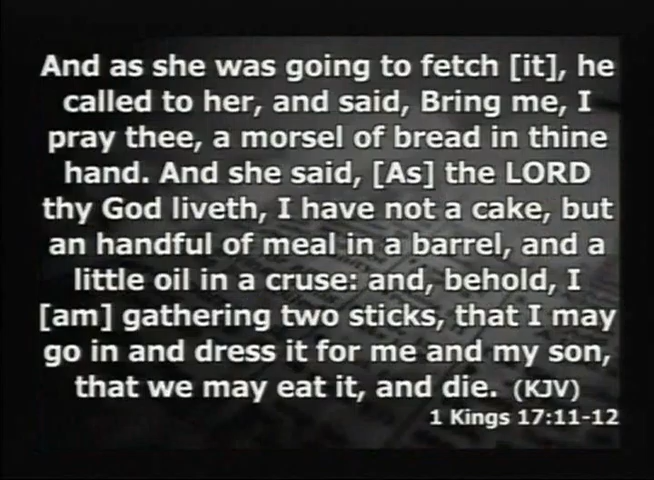 And as she was going to fetch [it], he
called to her, and said, Bring me, I
pray thee, a morsel of bread in thine
hand. And she said, [As] the LORD
thy God liveth, I have not a cake, but
an handful of meal in a barrel, and a
little oil in a cruse: and, behold, I
[am] gathering two sticks, that I may
go in and dress it for me and my son,
that we may eat it, and die. (KJV)
1 Kings 17:11-12